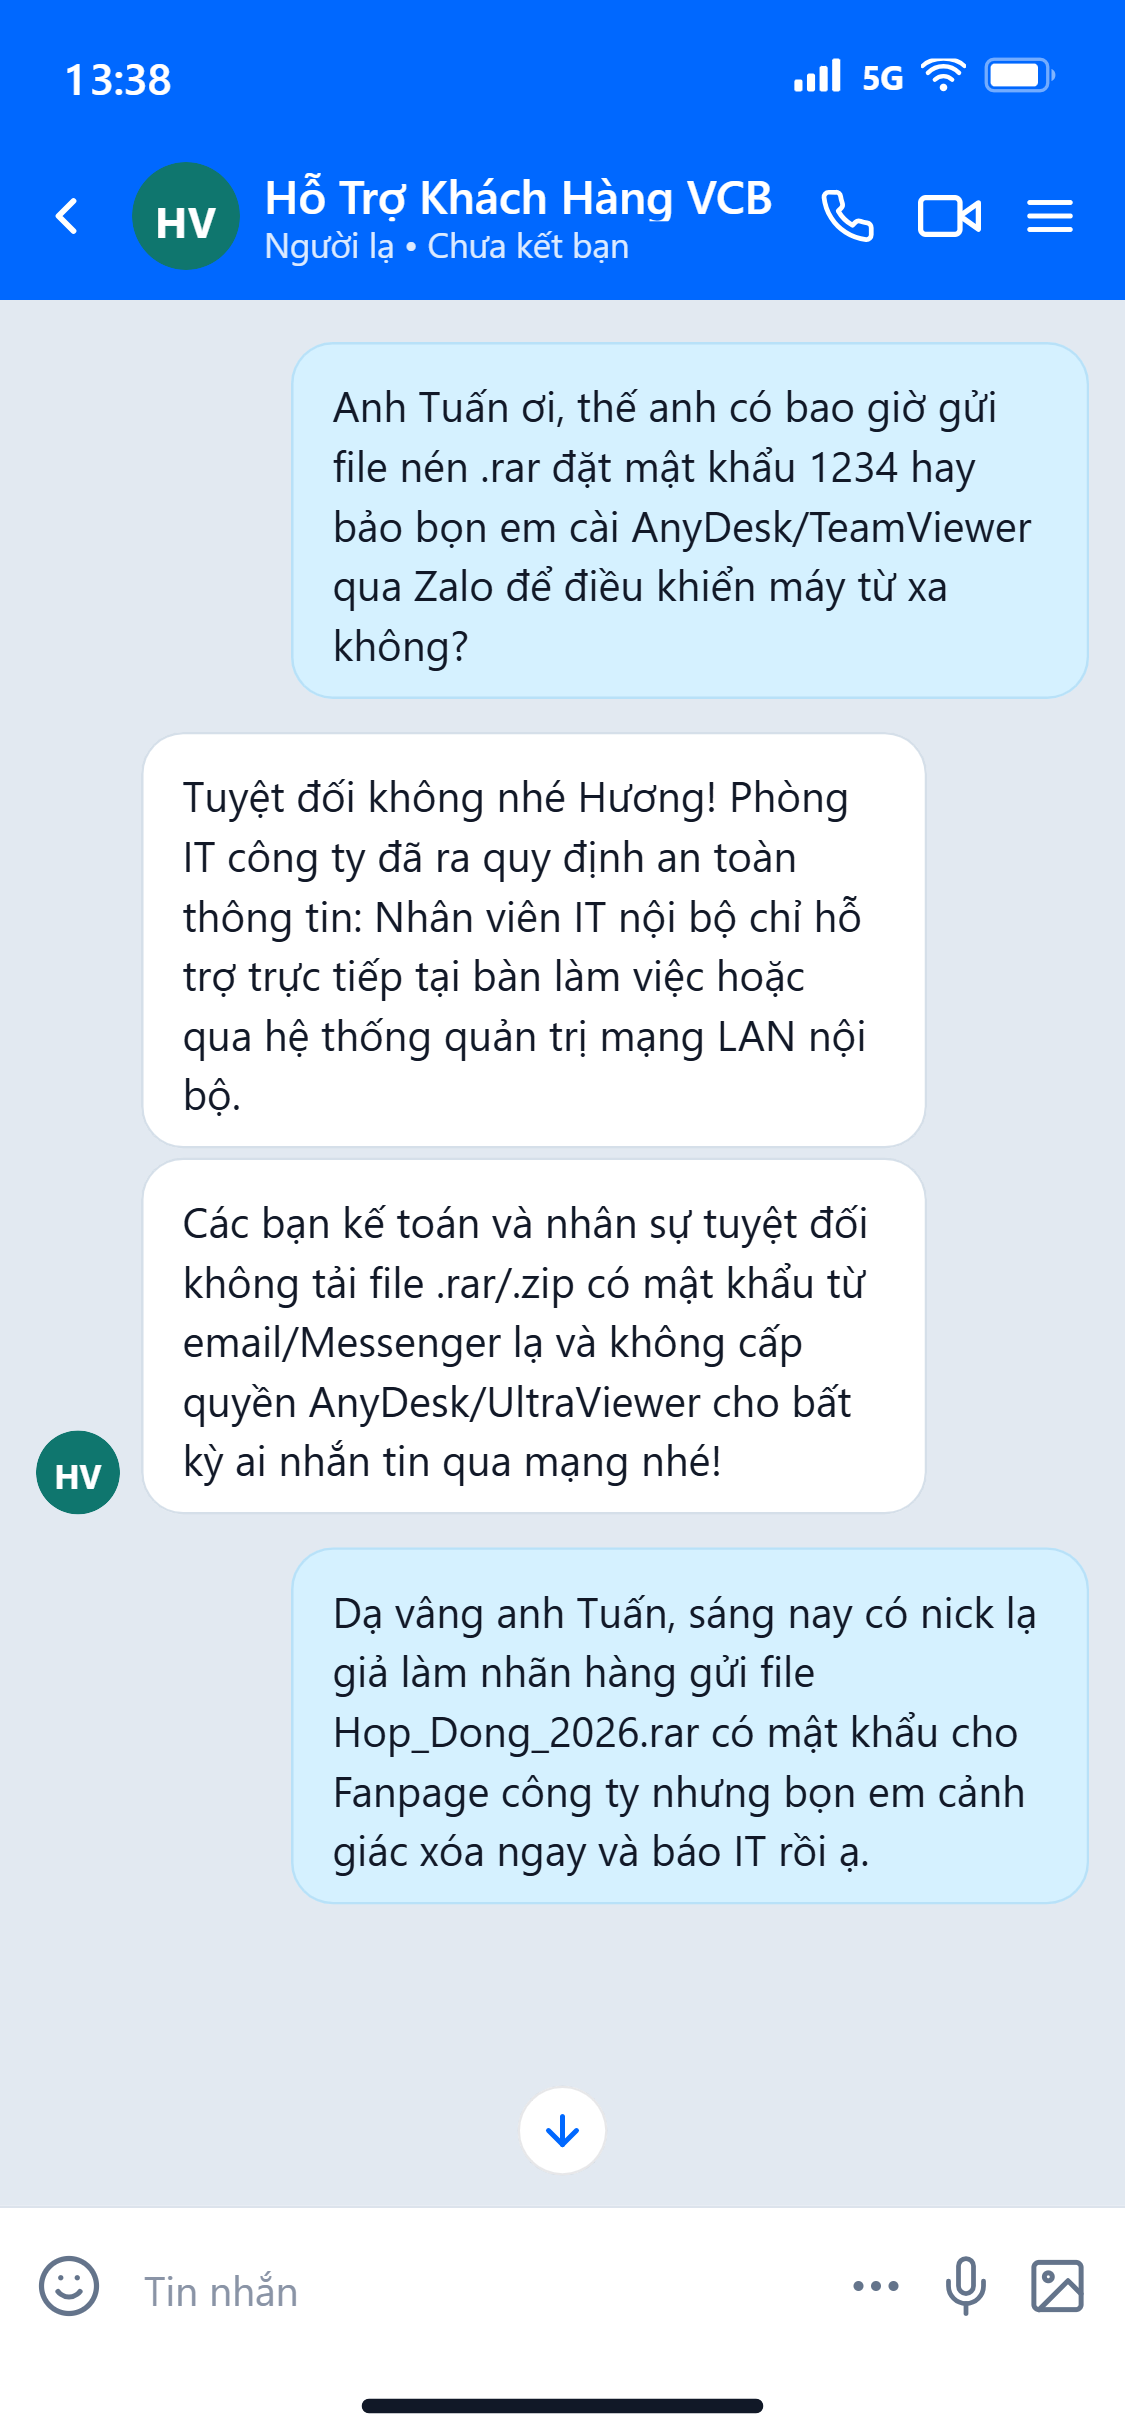 13:38
5G
HV
Hỗ Trợ Khách Hàng VCB
Người lạ • Chưa kết bạn
Anh Tuấn ơi, thế anh có bao giờ gửi
file nén .rar đặt mật khẩu 1234 hay
bảo bọn em cài AnyDesk/TeamViewer
qua Zalo để điều khiển máy từ xa
không?
Tuyệt đối không nhé Hương! Phòng
IT công ty đã ra quy định an toàn
thông tin: Nhân viên IT nội bộ chỉ hỗ
trợ trực tiếp tại bàn làm việc hoặc
qua hệ thống quản trị mạng LAN nội
bộ.
Các bạn kế toán và nhân sự tuyệt đối
không tải file .rar/.zip có mật khẩu từ
email/Messenger lạ và không cấp
quyền AnyDesk/UltraViewer cho bất
kỳ ai nhắn tin qua mạng nhé!
HV
Dạ vâng anh Tuấn, sáng nay có nick lạ
giả làm nhãn hàng gửi file
Hop_Dong_2026.rar có mật khẩu cho
Fanpage công ty nhưng bọn em cảnh
giác xóa ngay và báo IT rồi ạ.
Tin nhắn